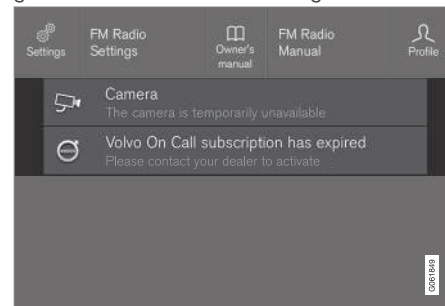 FM Radio
Settings
Settings
Owner's
manual
FM Radio
Manual
Profile
Camera
The camera is temporarily unavailable
Volvo On Call subscription has expired
Please contact your dealer to activate
G061849